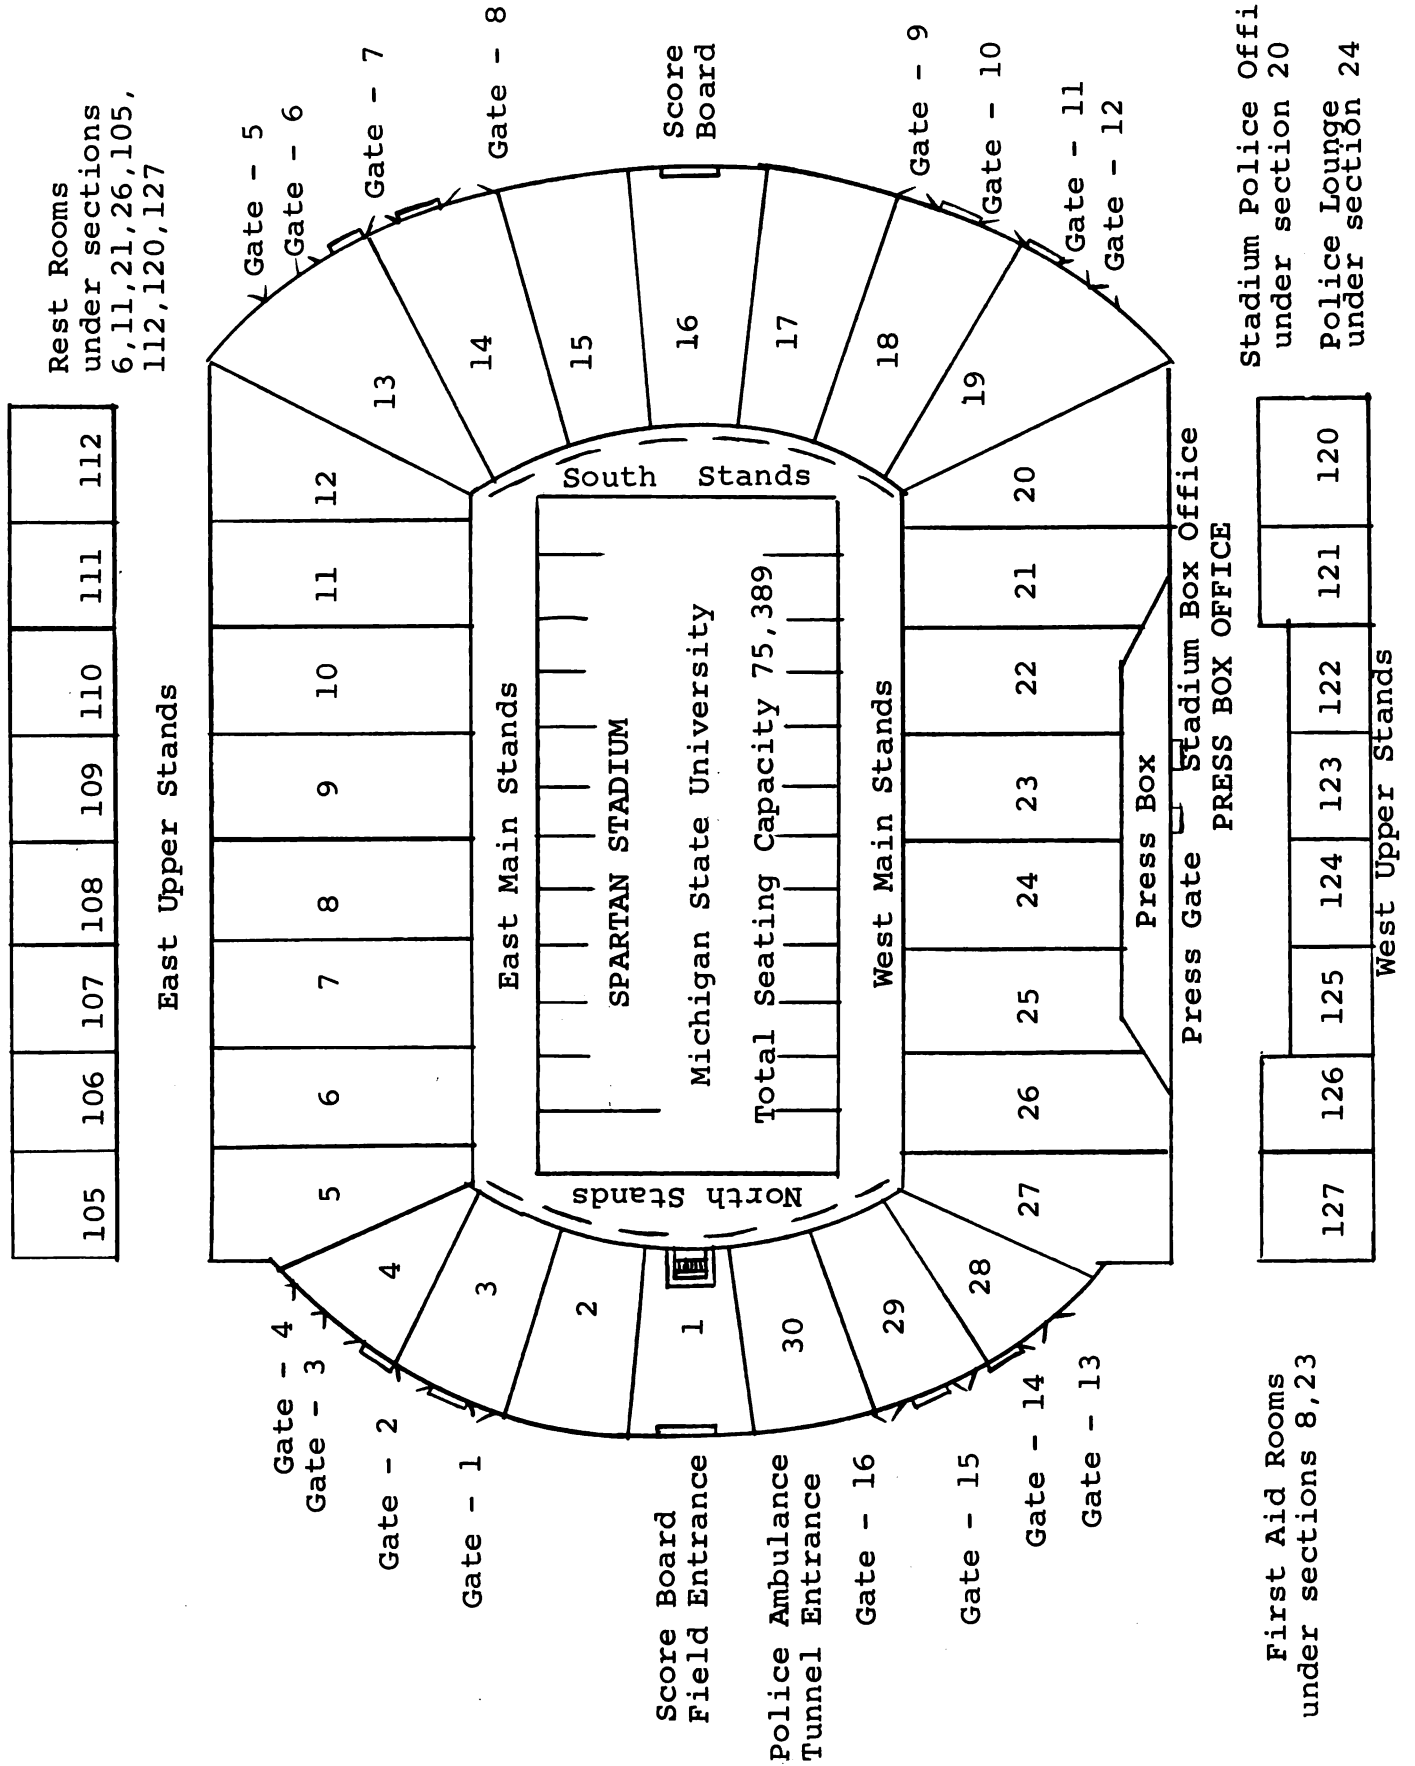 105 106 107 108 109 110 111 112
Rest Rooms
under sections
6,11,21,26,105,
112,120,127
East Upper Stands
Gate - 4
Gate - 3
Gate - 2
Gate - 1
Gate - 5
Gate - 6
Gate - 7
Gate - 8
5 6 7 8 9 10 11 12
4
3
2
1
30
29
28
13
14
15
16
17
18
19
East Main Stands
North Stands
South Stands
SPARTAN STADIUM
Michigan State University
Total Seating Capacity 75,389
West Main Stands
Score Board
Field Entrance
Score
Board
Police Ambulance
Tunnel Entrance
Gate - 16
Gate - 15
Gate - 14
Gate - 13
Gate - 9
Gate - 10
Gate - 11
Gate - 12
27 26 25 24 23 22 21 20
Press Box
Press Gate
Stadium Box Office
PRESS BOX OFFICE
First Aid Rooms
under sections 8,23
Stadium Police Offi
under section 20
Police Lounge
under section 24
127 126 125 124 123 122 121 120
West Upper Stands